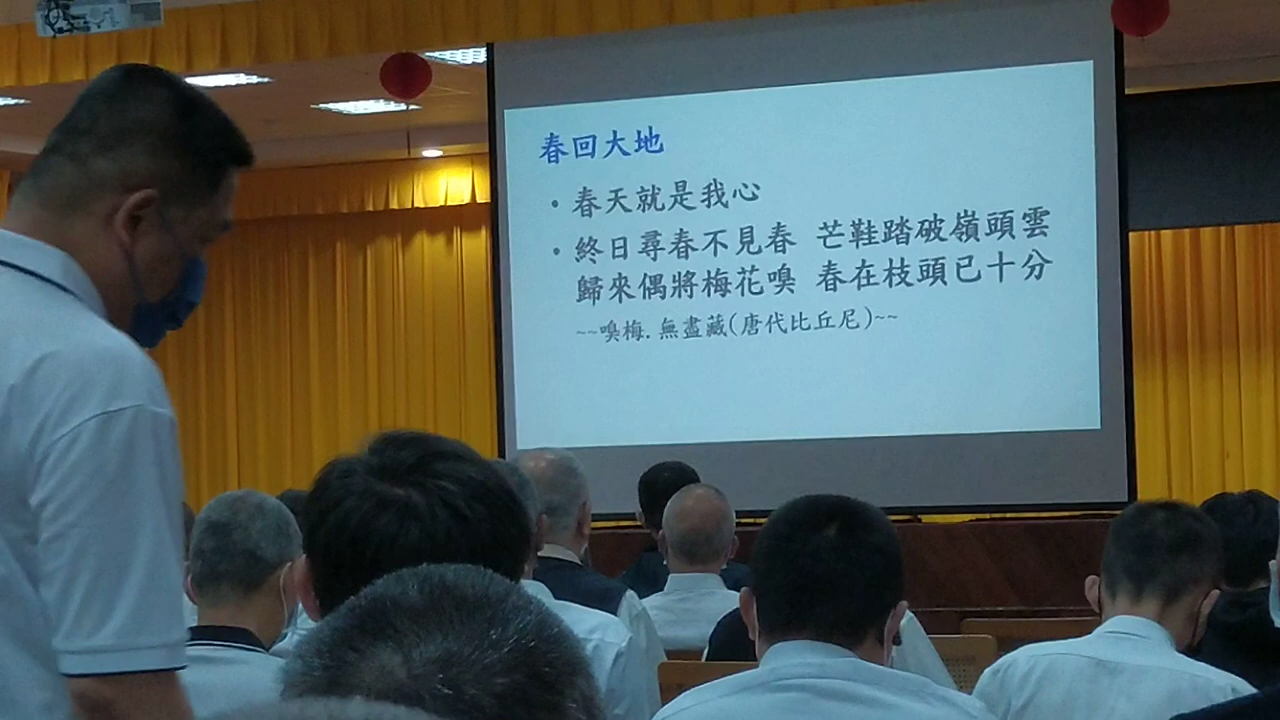 春回大地
• 春天就是我心
• 終日尋春不見春 芒鞋踏破嶺頭雲
歸來偶將梅花嗅 春在枝頭已十分
~~嗅梅.無盡藏(唐代比丘尼)~~